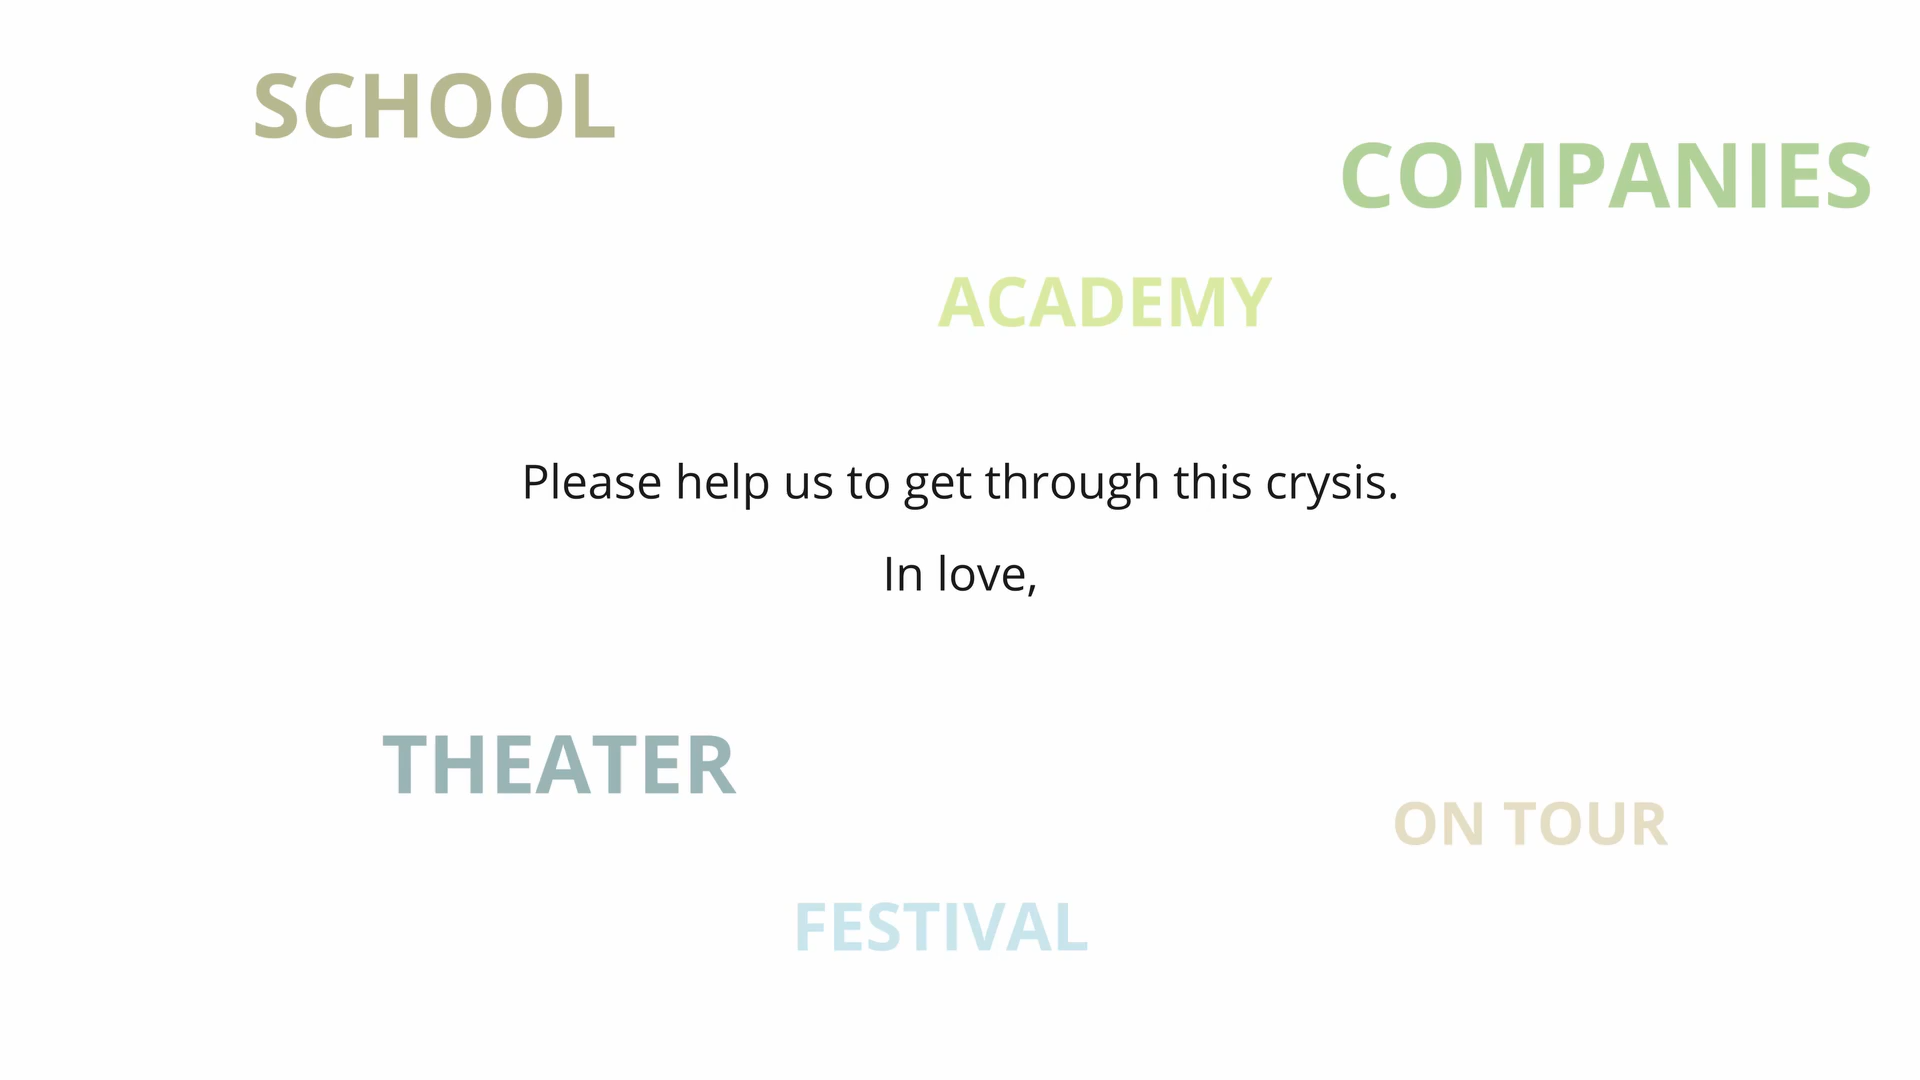 SCHOOL
COMPANIES
ACADEMY
Please help us to get through this crysis.
In love,
THEATER
ON TOUR
FESTIVAL